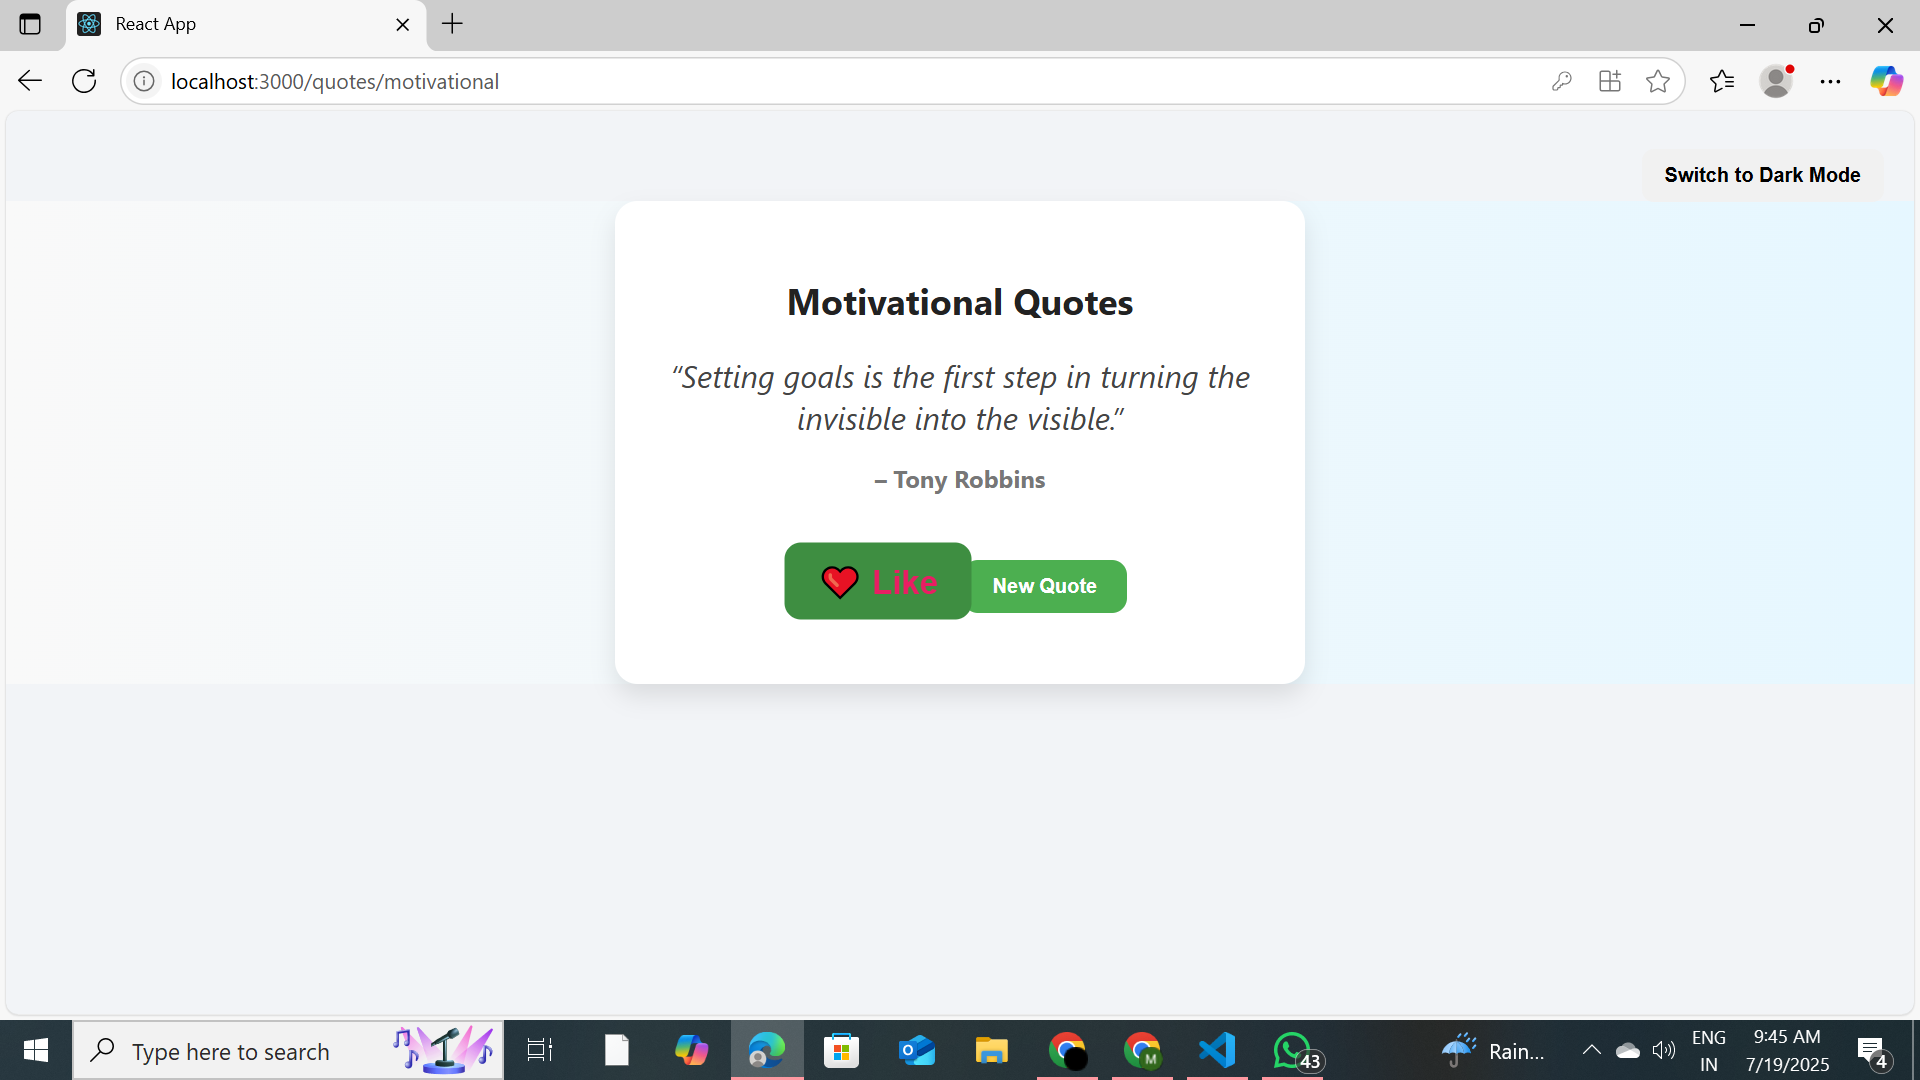 React App
localhost:3000/quotes/motivational
Switch to Dark Mode
Motivational Quotes
“Setting goals is the first step in turning the
invisible into the visible.”
– Tony Robbins
Like
New Quote
Type here to search
M
43
Rain...
ENG
IN
9:45 AM
7/19/2025
4